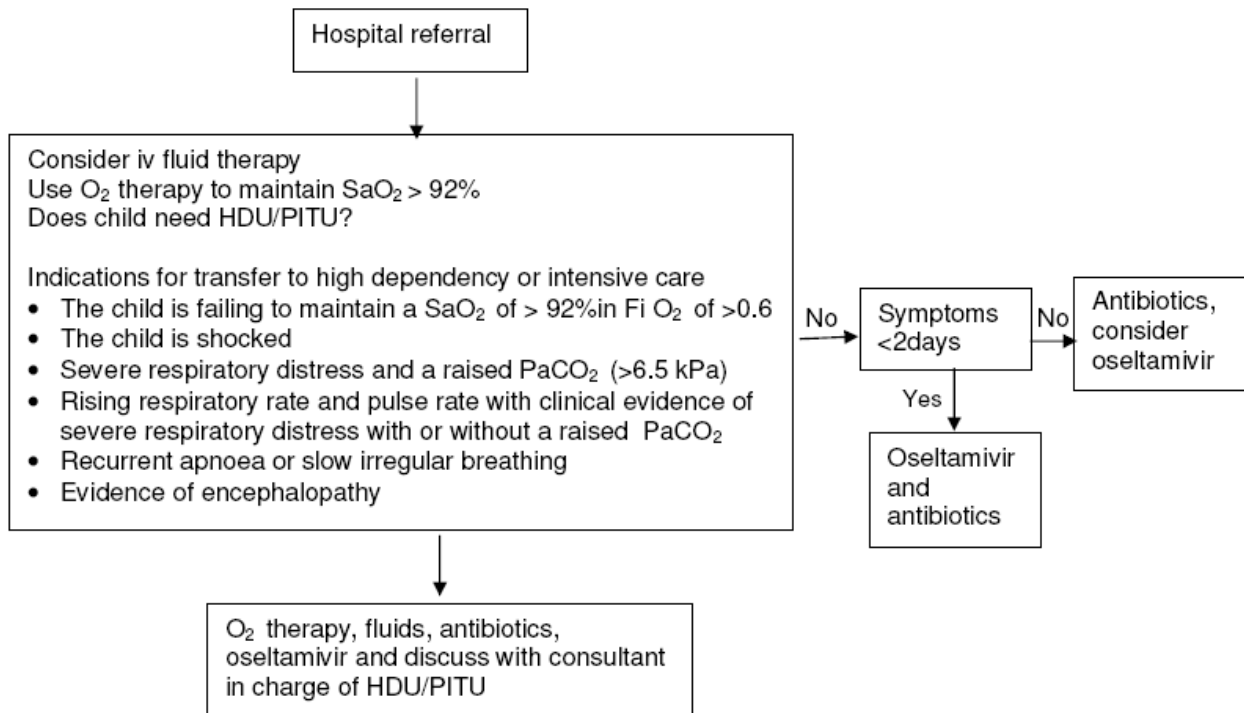 Hospital referral
Consider iv fluid therapy
Use O₂ therapy to maintain SaO₂ > 92%
Does child need HDU/PITU?
Indications for transfer to high dependency or intensive care
• The child is failing to maintain a SaO₂ of > 92%in Fi O₂ of >0.6
• The child is shocked
• Severe respiratory distress and a raised PaCO₂ (>6.5 kPa)
• Rising respiratory rate and pulse rate with clinical evidence of
severe respiratory distress with or without a raised PaCO₂
• Recurrent apnoea or slow irregular breathing
• Evidence of encephalopathy
No
Symptoms
<2days
No
Antibiotics,
consider
oseltamivir
Yes
Oseltamivir
and
antibiotics
O₂ therapy, fluids, antibiotics,
oseltamivir and discuss with consultant
in charge of HDU/PITU